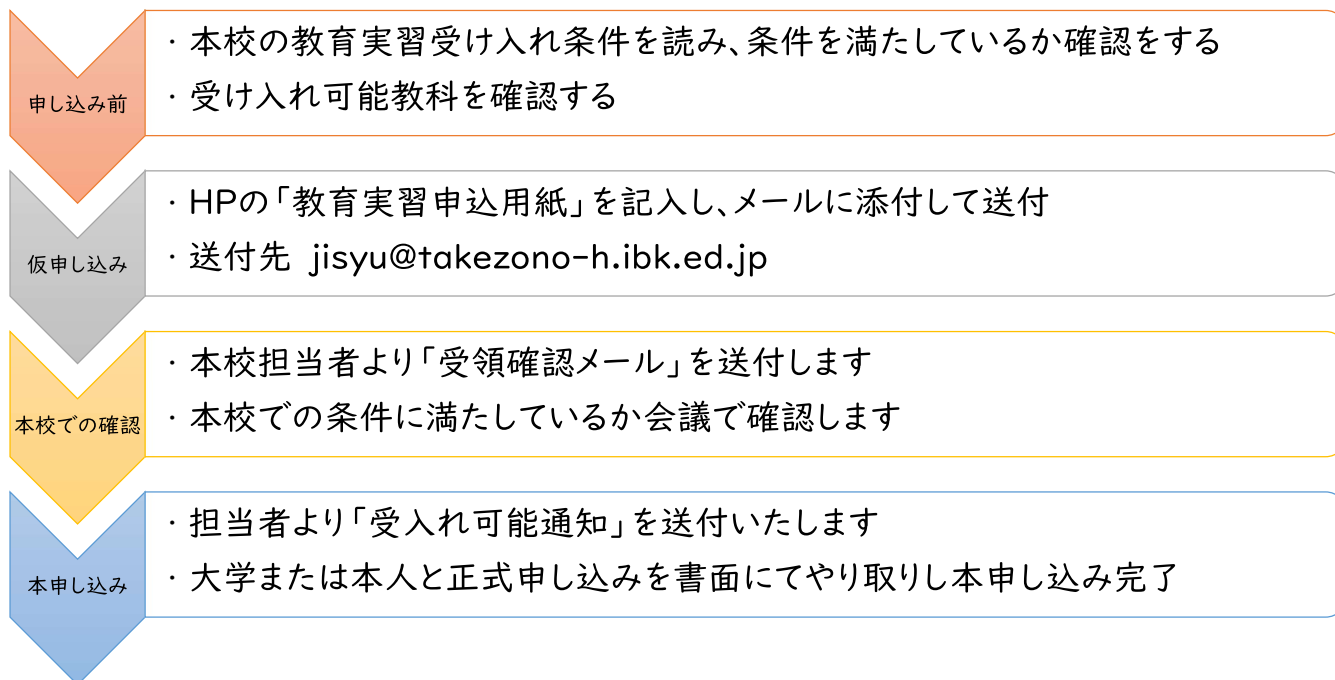 申し込み前
・本校の教育実習受け入れ条件を読み、条件を満たしているか確認をする
・受け入れ可能教科を確認する
仮申し込み
・HPの「教育実習申込用紙」を記入し、メールに添付して送付
・送付先 jisyu@takezono-h.ibk.ed.jp
本校での確認
・本校担当者より「受領確認メール」を送付します
・本校での条件に満たしているか会議で確認します
本申し込み
・担当者より「受入れ可能通知」を送付いたします
・大学または本人と正式申し込みを書面にてやり取りし本申し込み完了